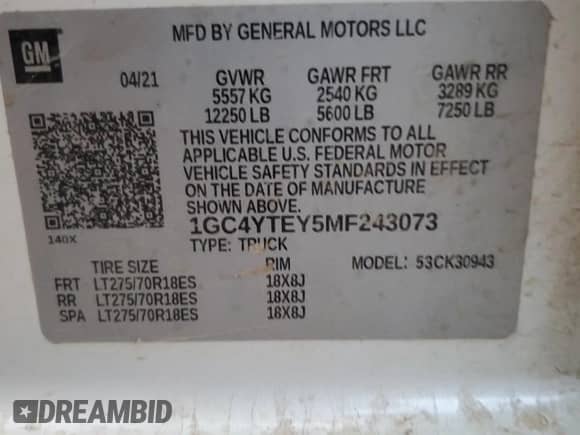 GM
MFD BY GENERAL MOTORS LLC
04/21 GVWR GAWR FRT GAWR RR
5557 KG 2540 KG 3289 KG
12250 LB 5600 LB 7250 LB
THIS VEHICLE CONFORMS TO ALL
APPLICABLE U.S. FEDERAL MOTOR
VEHICLE SAFETY STANDARDS IN EFFECT
ON THE DATE OF MANUFACTURE
SHOWN ABOVE.
140X 1GC4YTEY5MF243073
TYPE: TRUCK
TIRE SIZE RIM MODEL: 53CK30943
FRT LT275/70R18ES 18X8J
RR LT275/70R18ES 18X8J
SPA LT275/70R18ES 18X8J
DREAMBID